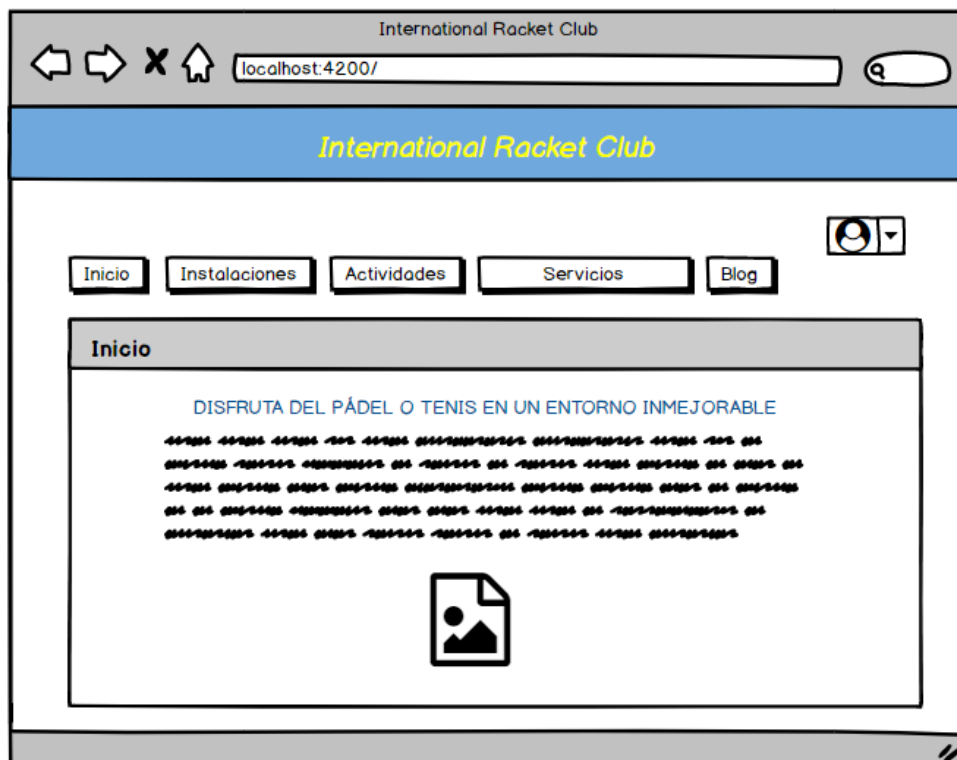 International Racket Club
localhost:4200/
International Racket Club
Inicio Instalaciones Actividades Servicios Blog
Inicio
DISFRUTA DEL PÁDEL O TENIS EN UN ENTORNO INMEJORABLE